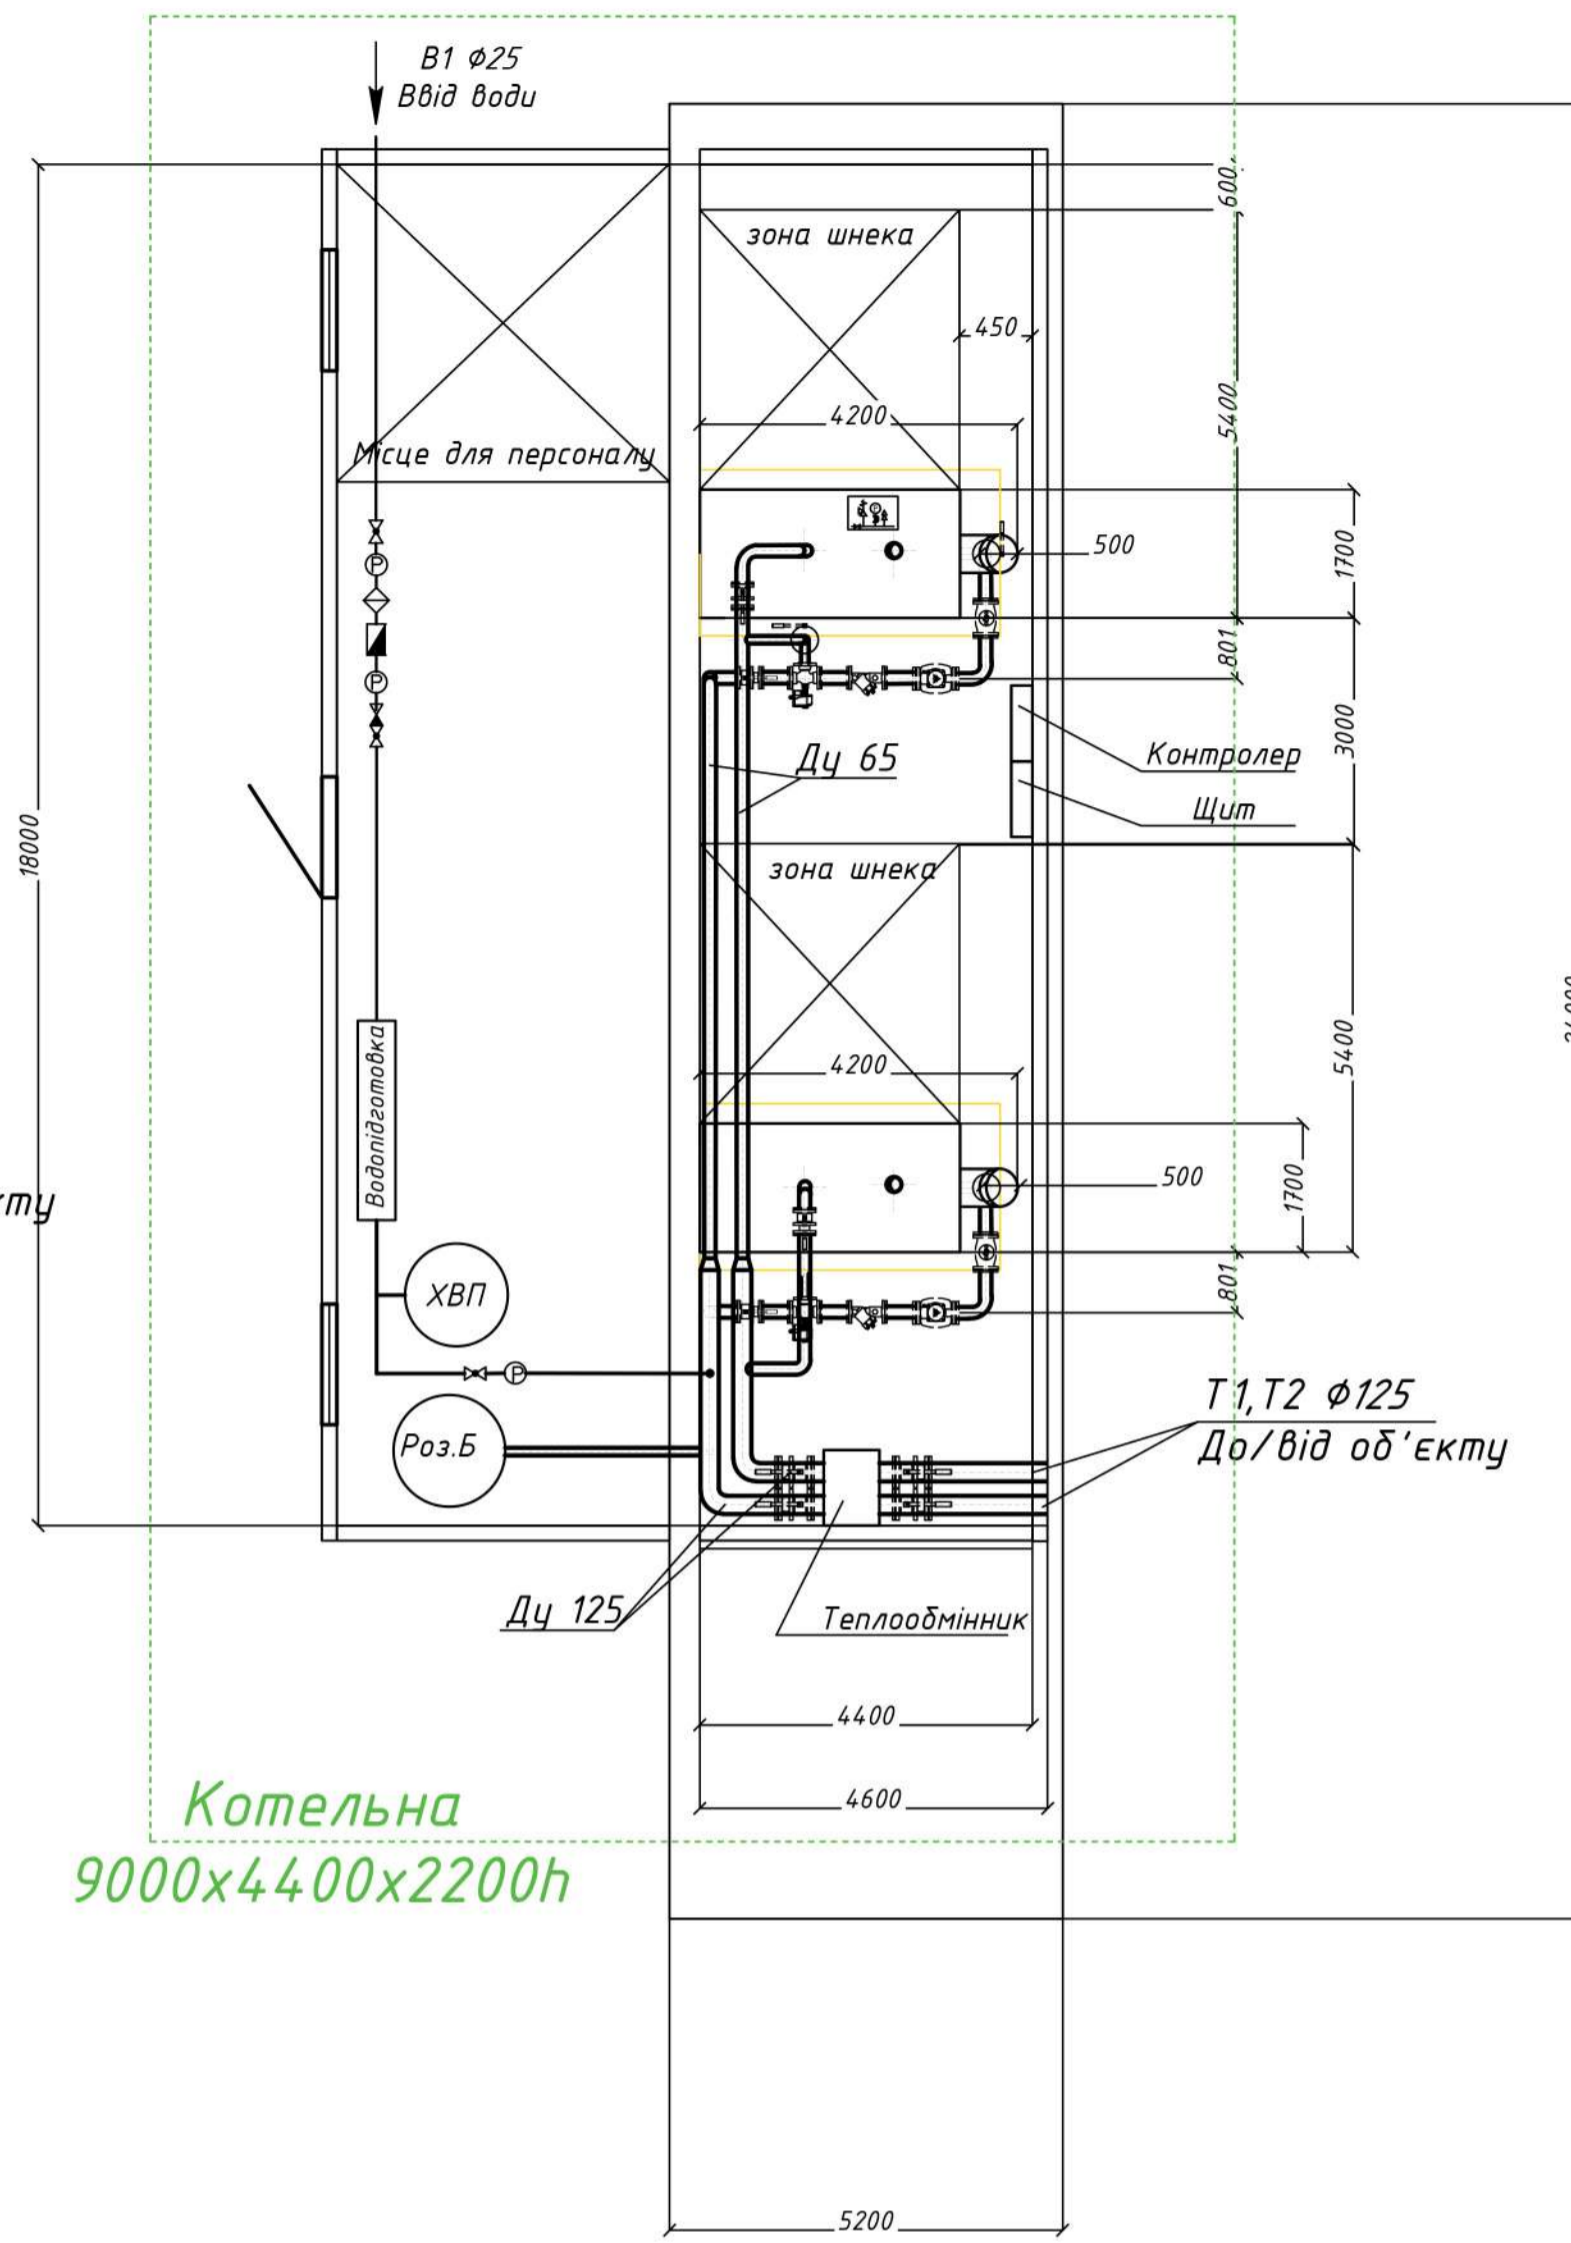 В1 ф25
Ввід води
600
зона шнека
450
5400
4200
Місце для персоналу
500
1700
801
3000
Ду 65
Контролер
Щит
18000
зона шнека
5400
4200
Водопідготовка
500
1700
кту
ХВП
801
Р
Р
Р
Т1,Т2 ф125
До/від об'єкту
Роз.Б
Ду 125
Теплообмінник
4400
4600
Котельна
9000х4400х2200h
5200